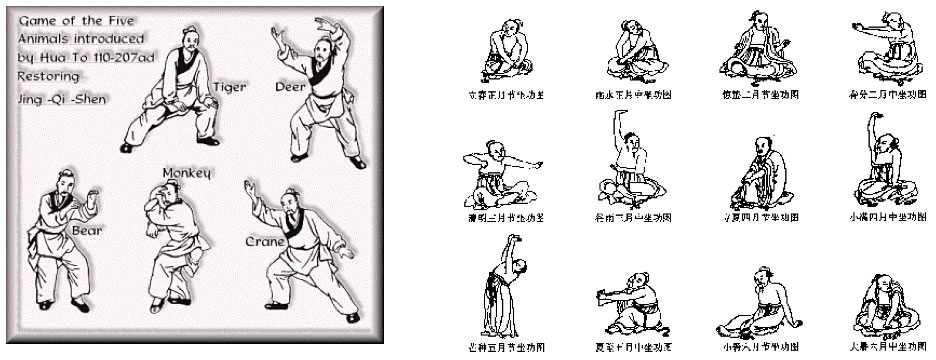 Game of the Five
Animals introduced
by Hua To 110-207ad
Restoring
Jing -Qi -Shen
Tiger
Deer
Monkey
Bear
Crane
立春正月节坐功图
雨水正月中坐功图
惊蛰二月节坐功图
春分二月中坐功图
清明三月节坐功图
谷雨三月中坐功图
立夏四月节坐功图
小满四月中坐功图
芒种五月节坐功图
夏至五月中坐功图
小暑六月节坐功图
大暑六月中坐功图